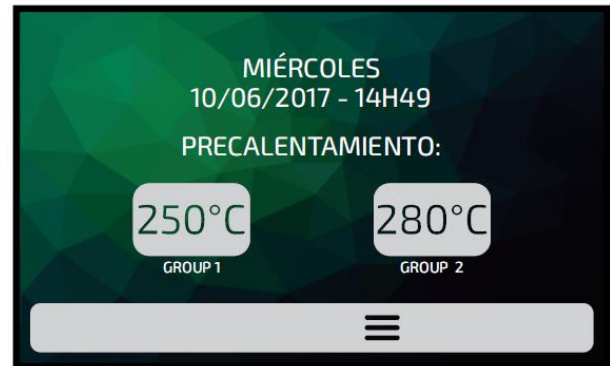 MIÉRCOLES
10/06/2017 - 14H49
PRECALENTAMIENTO:
250°C 280°C
GROUP 1 GROUP 2